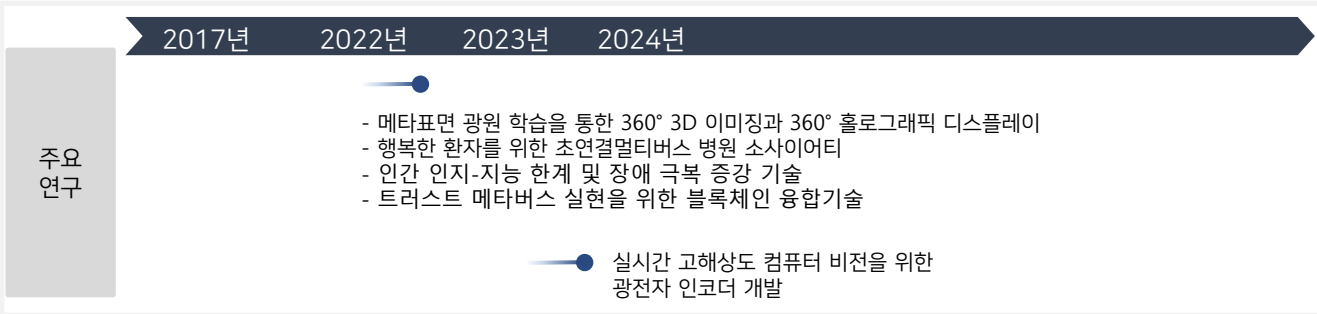 2017년 2022년 2023년 2024년
주요
연구
- 메타표면 광원 학습을 통한 360° 3D 이미징과 360° 홀로그래픽 디스플레이
- 행복한 환자를 위한 초연결멀티버스 병원 소사이어티
- 인간 인지-지능 한계 및 장애 극복 증강 기술
- 트러스트 메타버스 실현을 위한 블록체인 융합기술
실시간 고해상도 컴퓨터 비전을 위한
광전자 인코더 개발